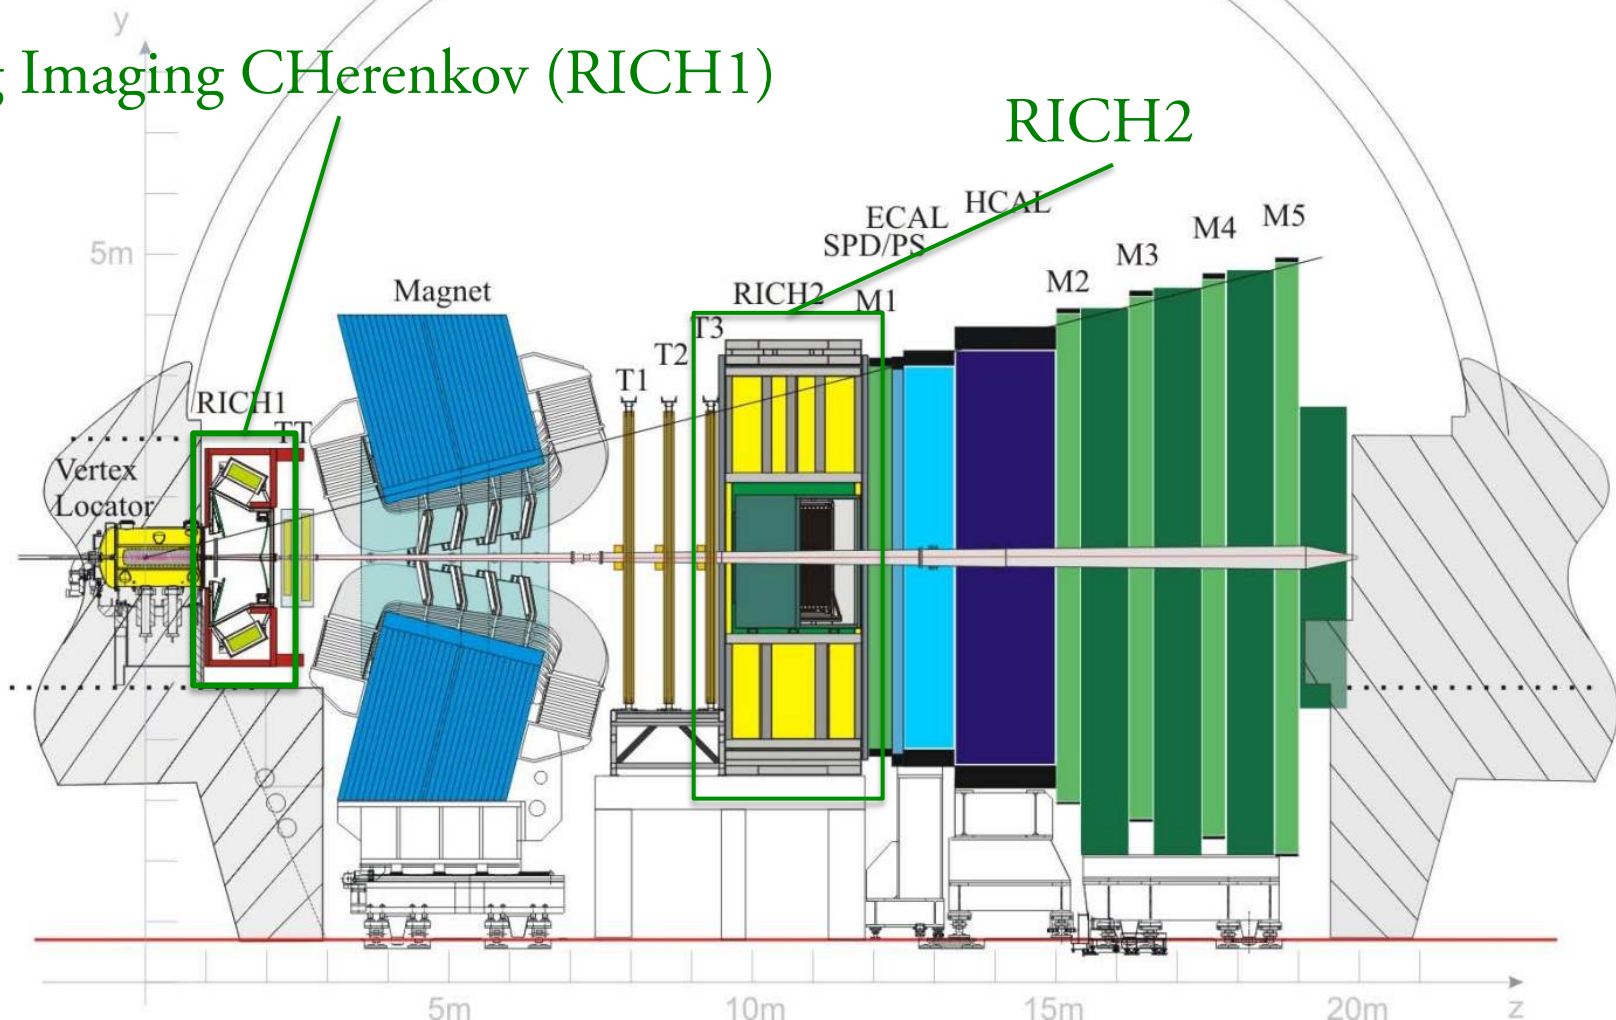 y
Imaging CHerenkov (RICH1)
RICH2
HCAL
ECAL
SPD/PS
M5
M4
M3
M2
M1
5m
Magnet
RICH2
T3
T2
T1
RICH1
TT
Vertex
Locator
5m
10m
15m
20m
z